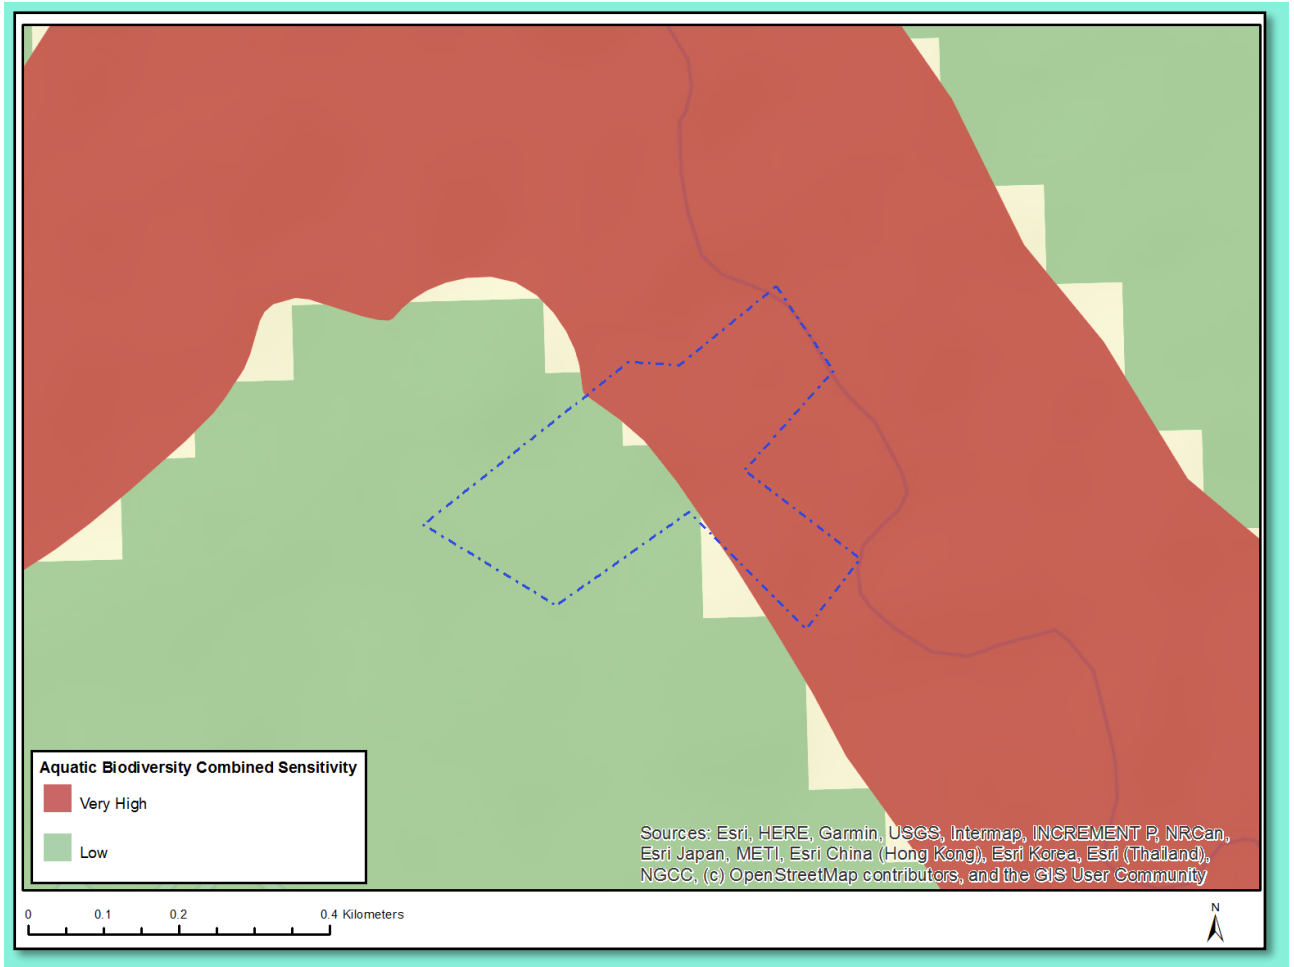 Aquatic Biodiversity Combined Sensitivity
Very High
Low
Sources: Esri, HERE, Garmin, USGS, Intermap, INCREMENT P, NRCan,
Esri Japan, METI, Esri China (Hong Kong), Esri Korea, Esri (Thailand),
NGCC, (c) OpenStreetMap contributors, and the GIS User Community
0 0.1 0.2 0.4 Kilometers
N